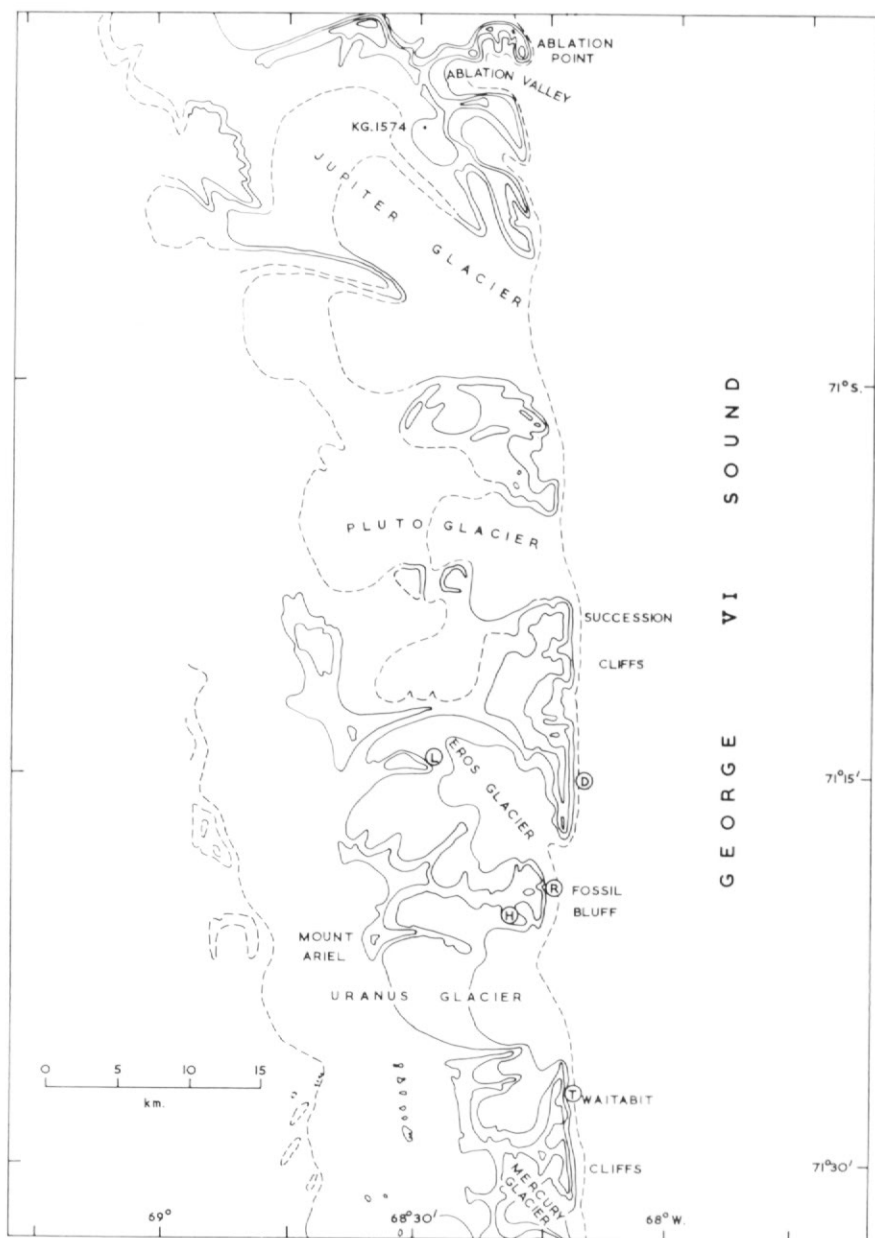 ABLATION
POINT
ABLATION VALLEY
KG.1574
JUPITER GLACIER
71°S.
PLUTO GLACIER
SUCCESSION
CLIFFS
GEORGE VI SOUND
L
EROS GLACIER
D
71°15′
R
FOSSIL
BLUFF
H
MOUNT
ARIEL
URANUS GLACIER
0 5 10 15
km.
T
WAITABIT
CLIFFS
71°30′
MERCURY
GLACIER
69° 68°30′ 68°W.